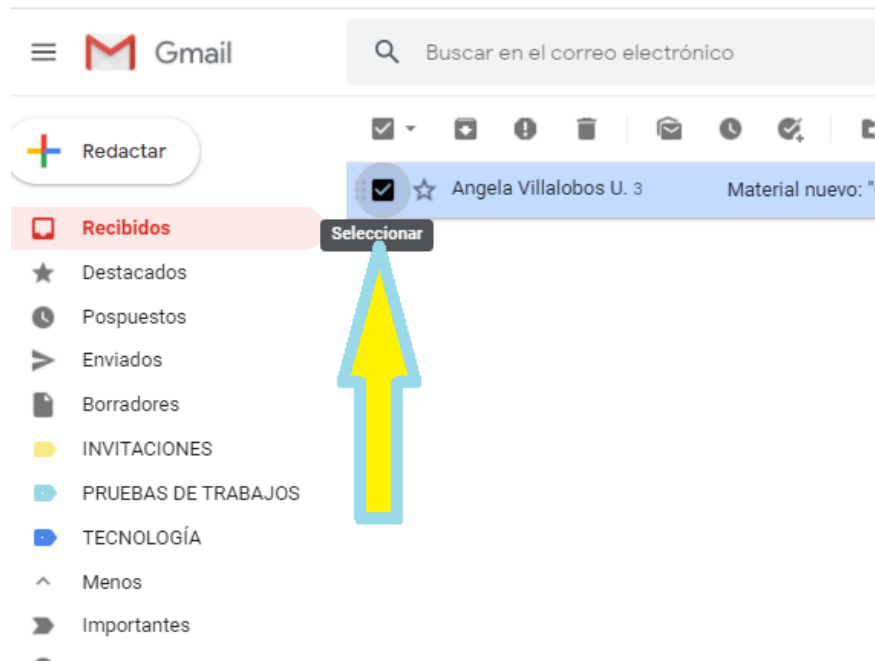 Gmail
Buscar en el correo electrónico
Redactar
Angela Villalobos U. 3 Material nuevo: "
Recibidos
Seleccionar
Destacados
Pospuestos
Enviados
Borradores
INVITACIONES
PRUEBAS DE TRABAJOS
TECNOLOGÍA
Menos
Importantes